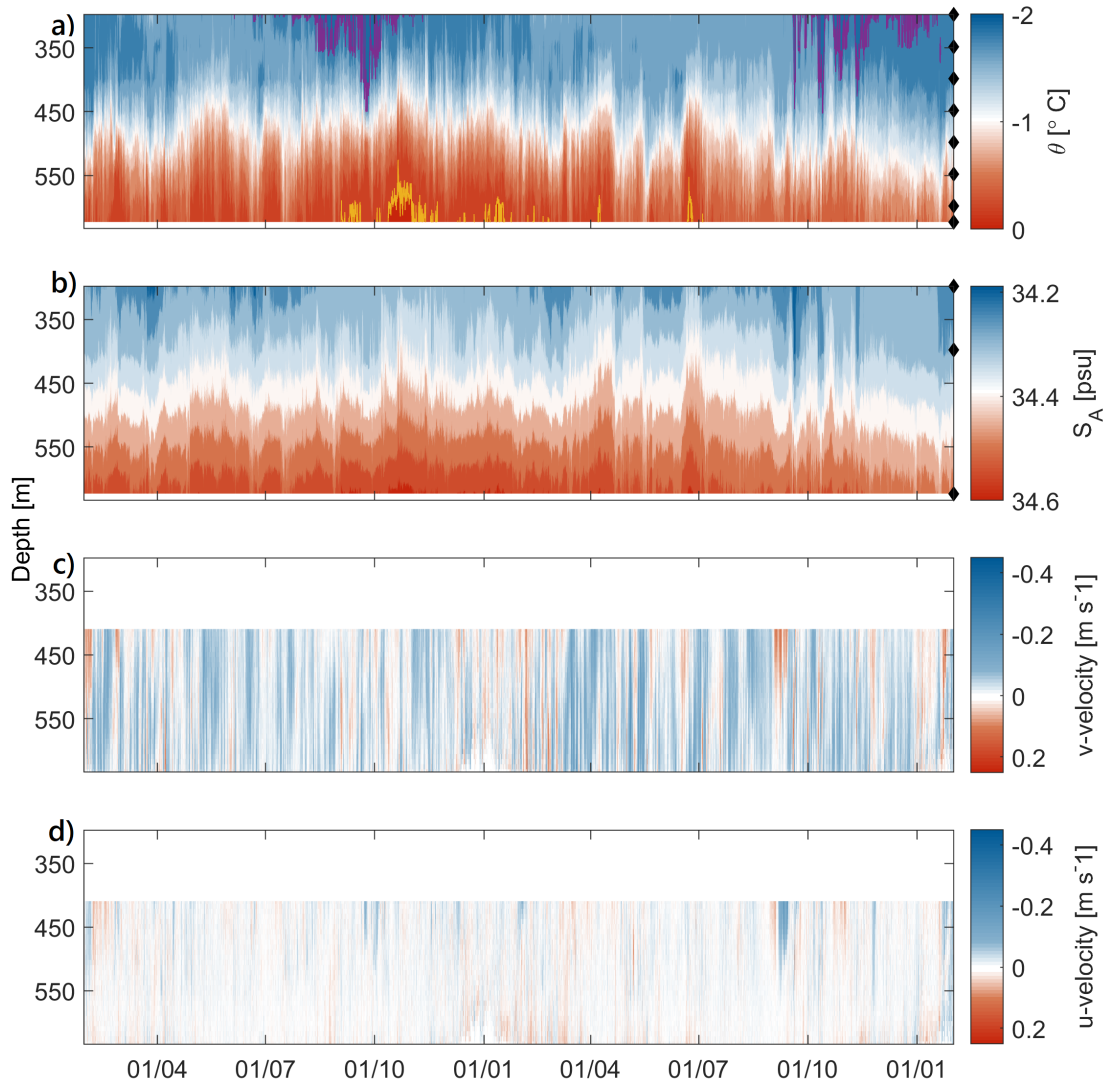 a)
350
450
550
-2
-1
0
θ [° C]
b)
350
450
550
34.2
34.4
34.6
S_A [psu]
Depth [m]
c)
350
450
550
-0.4
-0.2
0
0.2
v-velocity [m s⁻1]
d)
350
450
550
-0.4
-0.2
0
0.2
u-velocity [m s⁻1]
01/04 01/07 01/10 01/01 01/04 01/07 01/10 01/01